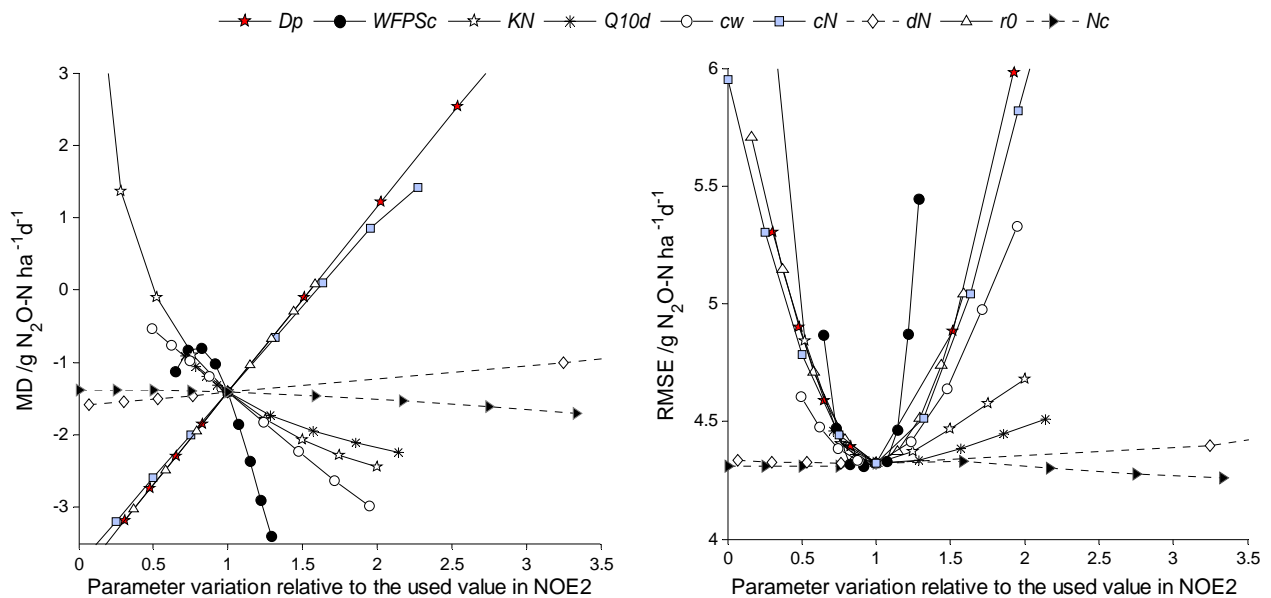 Dp WFPSc KN Q10d cw cN dN r0 Nc
MD /g N2O-N ha-1d-1
3
2
1
0
-1
-2
-3
0 0.5 1 1.5 2 2.5 3 3.5
Parameter variation relative to the used value in NOE2
RMSE /g N2O-N ha-1d-1
6
5.5
5
4.5
4
0 0.5 1 1.5 2 2.5 3 3.5
Parameter variation relative to the used value in NOE2